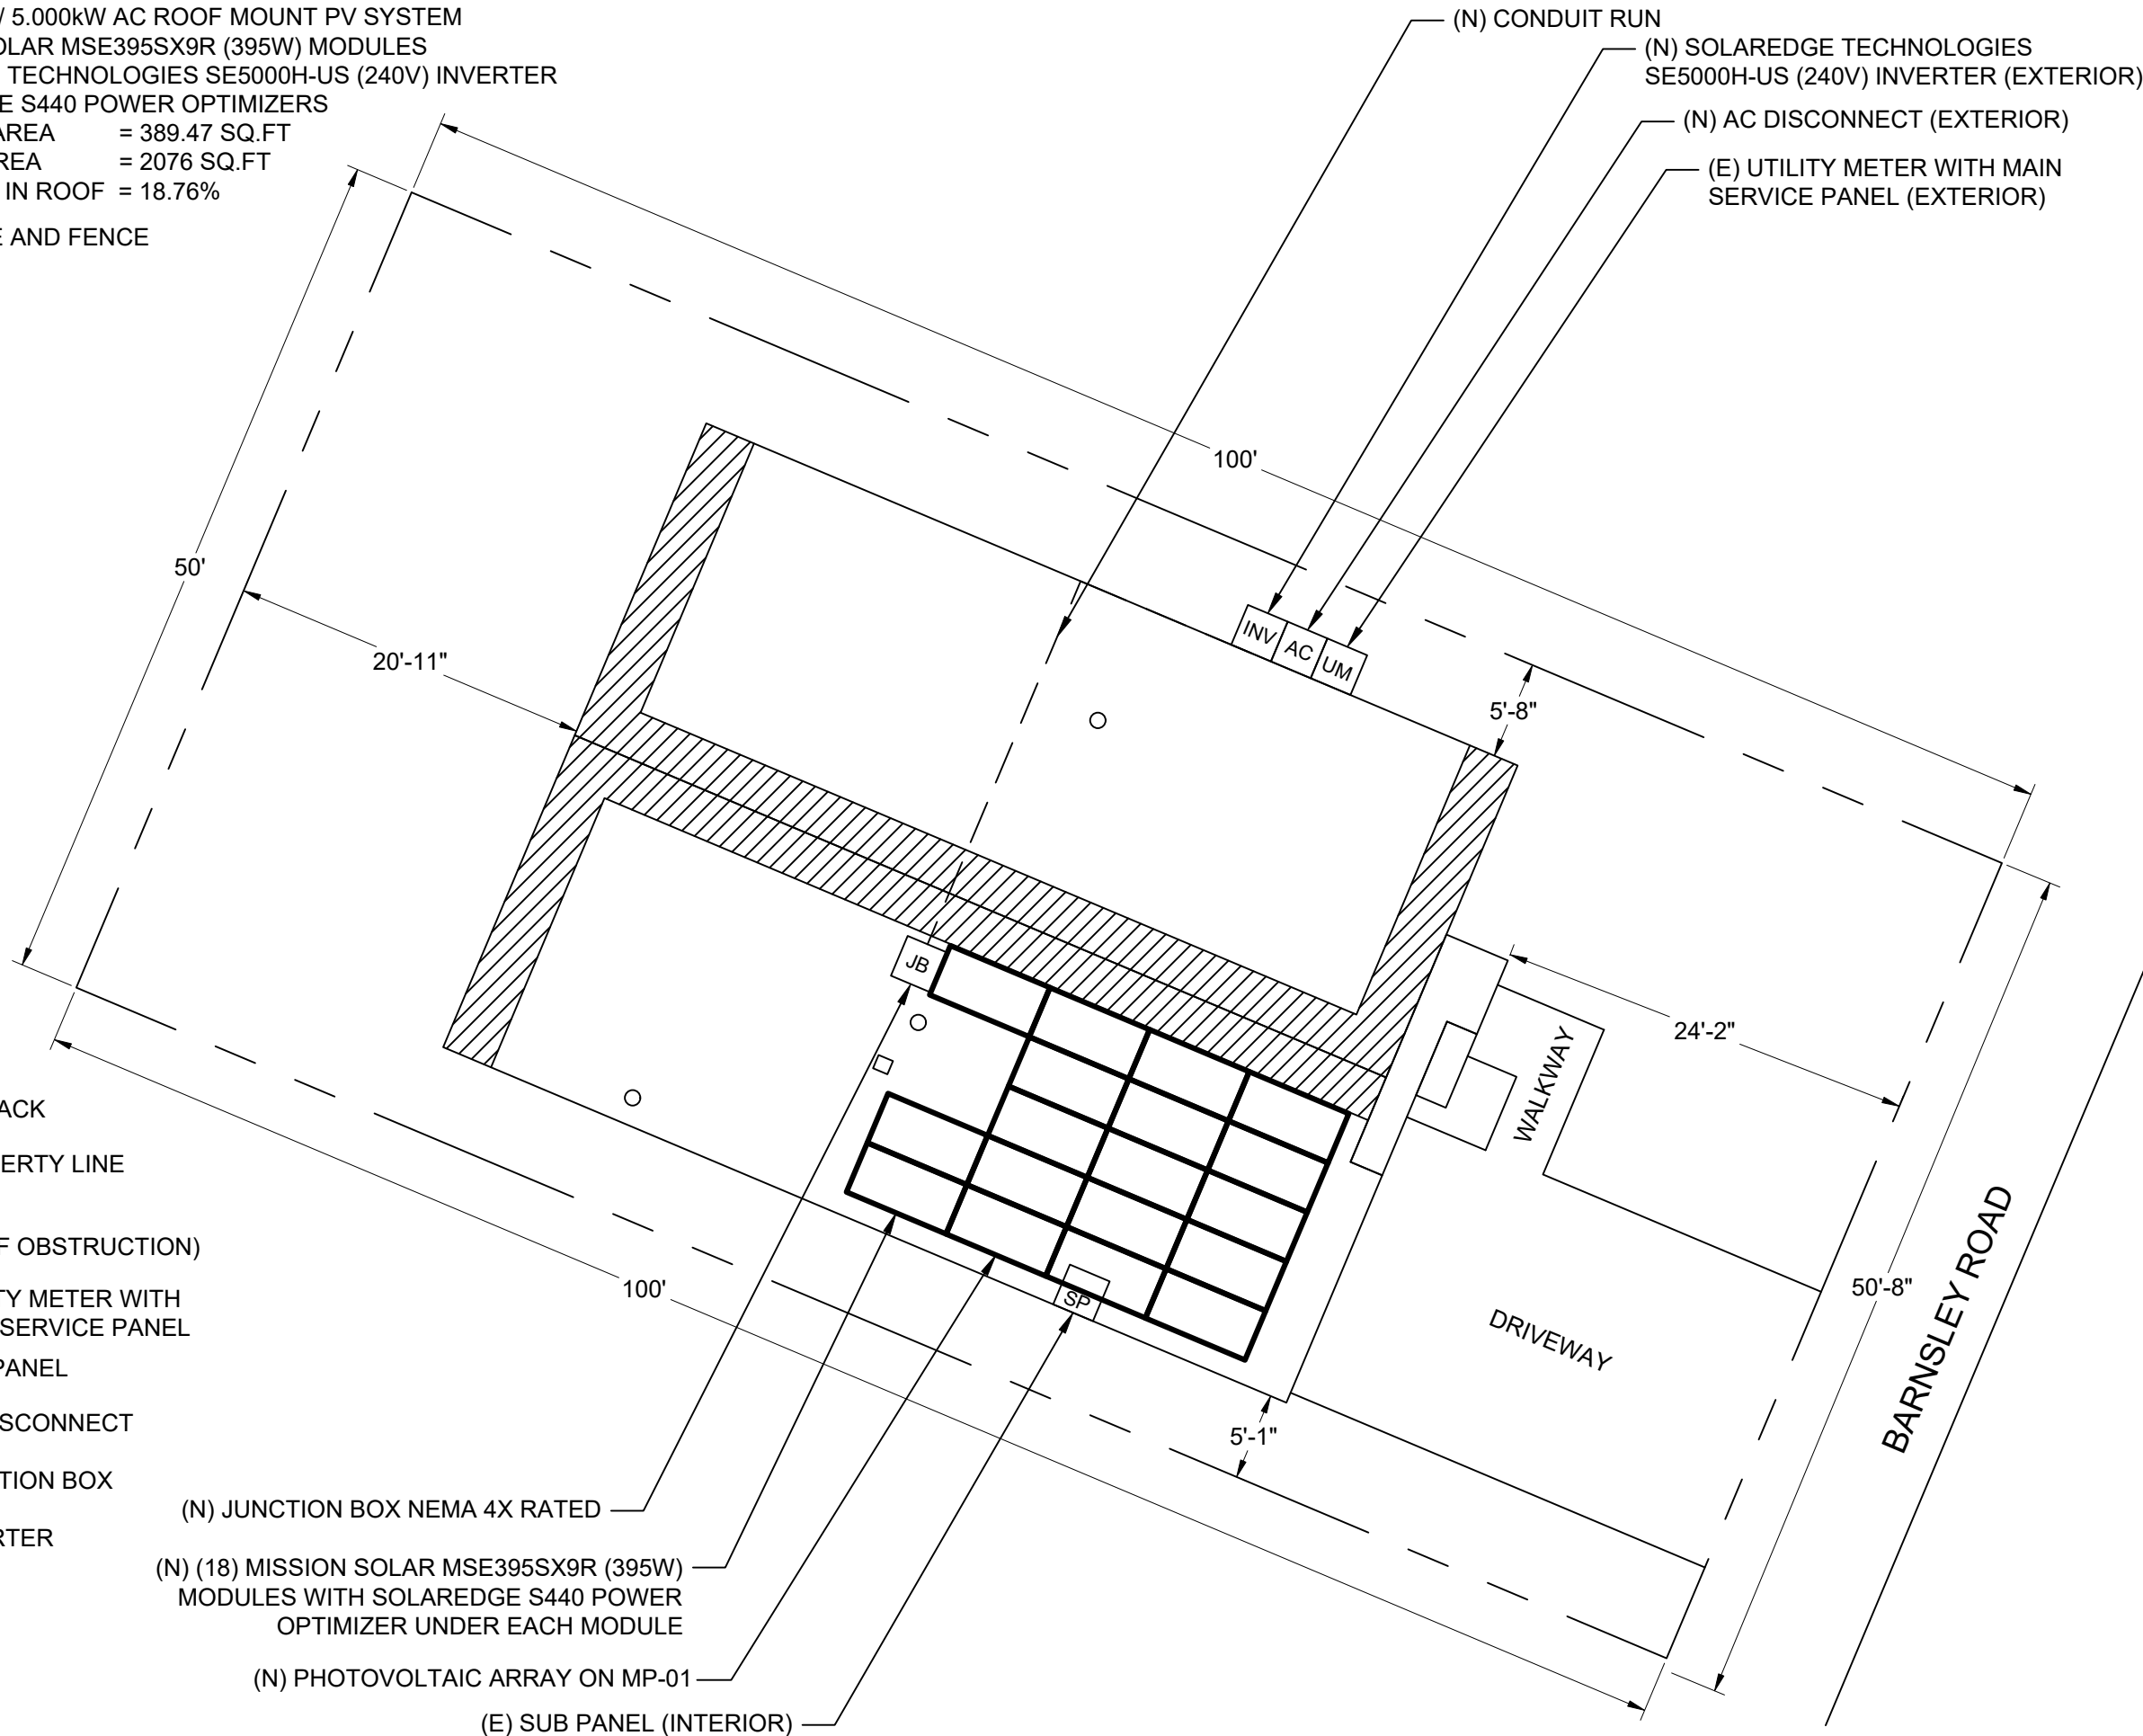 / 5.000kW AC ROOF MOUNT PV SYSTEM
OLAR MSE395SX9R (395W) MODULES
TECHNOLOGIES SE5000H-US (240V) INVERTER
E S440 POWER OPTIMIZERS
AREA = 389.47 SQ.FT
REA = 2076 SQ.FT
IN ROOF = 18.76%
E AND FENCE
(N) CONDUIT RUN
(N) SOLAREDGE TECHNOLOGIES
SE5000H-US (240V) INVERTER (EXTERIOR)
(N) AC DISCONNECT (EXTERIOR)
(E) UTILITY METER WITH MAIN
SERVICE PANEL (EXTERIOR)
100'
50'
20'-11"
INV
AC
UM
5'-8"
JB
24'-2"
WALKWAY
SP
DRIVEWAY
50'-8"
BARNSLEY ROAD
100'
5'-1"
ACK
ERTY LINE
F OBSTRUCTION)
TY METER WITH
SERVICE PANEL
PANEL
ISCONNECT
TION BOX
RTER
(N) JUNCTION BOX NEMA 4X RATED
(N) (18) MISSION SOLAR MSE395SX9R (395W)
MODULES WITH SOLAREDGE S440 POWER
OPTIMIZER UNDER EACH MODULE
(N) PHOTOVOLTAIC ARRAY ON MP-01
(E) SUB PANEL (INTERIOR)